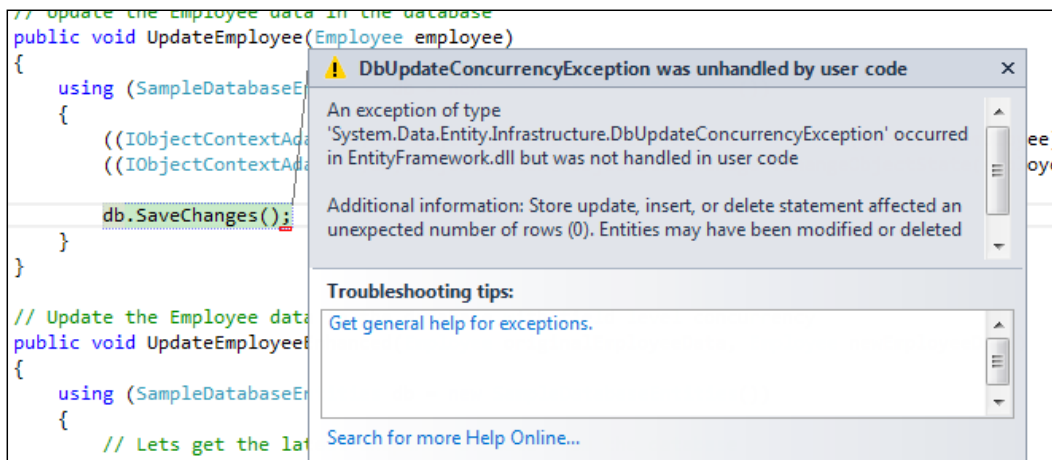 // Update the Employee data in the database
public void UpdateEmployee(Employee employee)
{
DbUpdateConcurrencyException was unhandled by user code
using (SampleDatabaseE
{
An exception of type
'System.Data.Entity.Infrastructure.DbUpdateConcurrencyException' occurred
in EntityFramework.dll but was not handled in user code
((IObjectContextAda
ee,
((IObjectContextAda
oye
Additional information: Store update, insert, or delete statement affected an
unexpected number of rows (0). Entities may have been modified or deleted
db.SaveChanges();
}
}
Troubleshooting tips:
Get general help for exceptions.
// Update the Employee data
public void UpdateEmployeeE
{
using (SampleDatabaseEn
{
// Lets get the lat
Search for more Help Online...